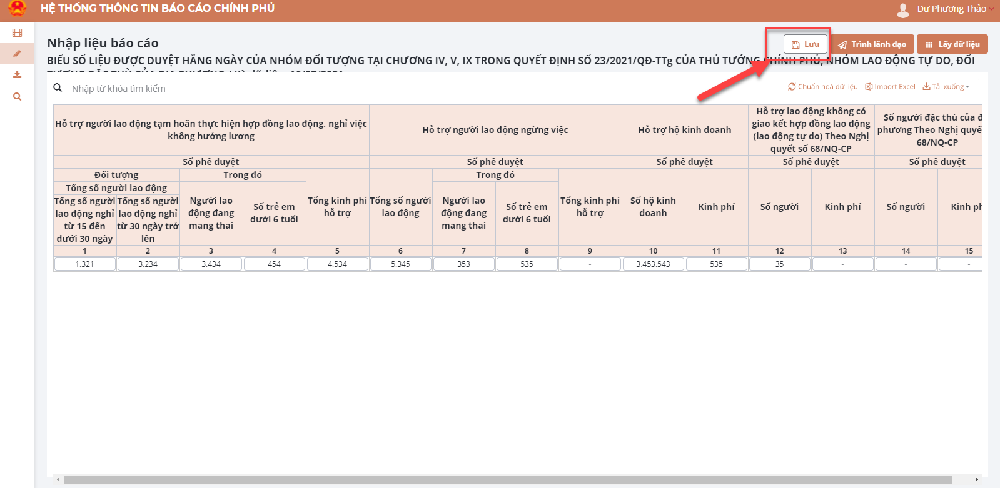 HỆ THỐNG THÔNG TIN BÁO CÁO CHÍNH PHỦ
Dư Phương Thảo
Nhập liệu báo cáo
Lưu
Trình lãnh đạo
Lấy dữ liệu
BIỂU SỐ LIỆU ĐƯỢC DUYỆT HẰNG NGÀY CỦA NHÓM ĐỐI TƯỢNG TẠI CHƯƠNG IV, V, IX TRONG QUYẾT ĐỊNH SỐ 23/2021/QĐ-TTg CỦA THỦ TƯỚNG CHÍNH PHỦ, NHÓM LAO ĐỘNG TỰ DO, ĐỐI
Nhập từ khóa tìm kiếm
Chuẩn hoá dữ liệu
Import Excel
Tải xuống
Hỗ trợ người lao động tạm hoãn thực hiện hợp đồng lao động, nghỉ việc
không hưởng lương
Hỗ trợ người lao động ngừng việc
Hỗ trợ hộ kinh doanh
Hỗ trợ lao động không có
giao kết hợp đồng lao động
(lao động tự do) Theo Nghị
quyết số 68/NQ-CP
Số người đặc thù của đ
phương Theo Nghị quyế
68/NQ-CP
Số phê duyệt
Số phê duyệt
Số phê duyệt
Số phê duyệt
Số phê duyệt
Đối tượng
Trong đó
Trong đó
Tổng số người lao động
Tổng số người
lao động nghỉ
từ 15 đến
dưới 30 ngày
Tổng số người
lao động nghỉ
từ 30 ngày trở
lên
Người lao
động đang
mang thai
Số trẻ em
dưới 6 tuổi
Tổng kinh phí
hỗ trợ
Tổng số người
lao động
Người lao
động đang
mang thai
Số trẻ em
dưới 6 tuổi
Tổng kinh phí
hỗ trợ
Số hộ kinh
doanh
Kinh phí
Số người
Kinh phí
Số người
Kinh ph
1 2 3 4 5 6 7 8 9 10 11 12 13 14 15
1.321 3.234 3.434 454 4.534 5.345 353 535 - 3.453.543 535 35 - - -